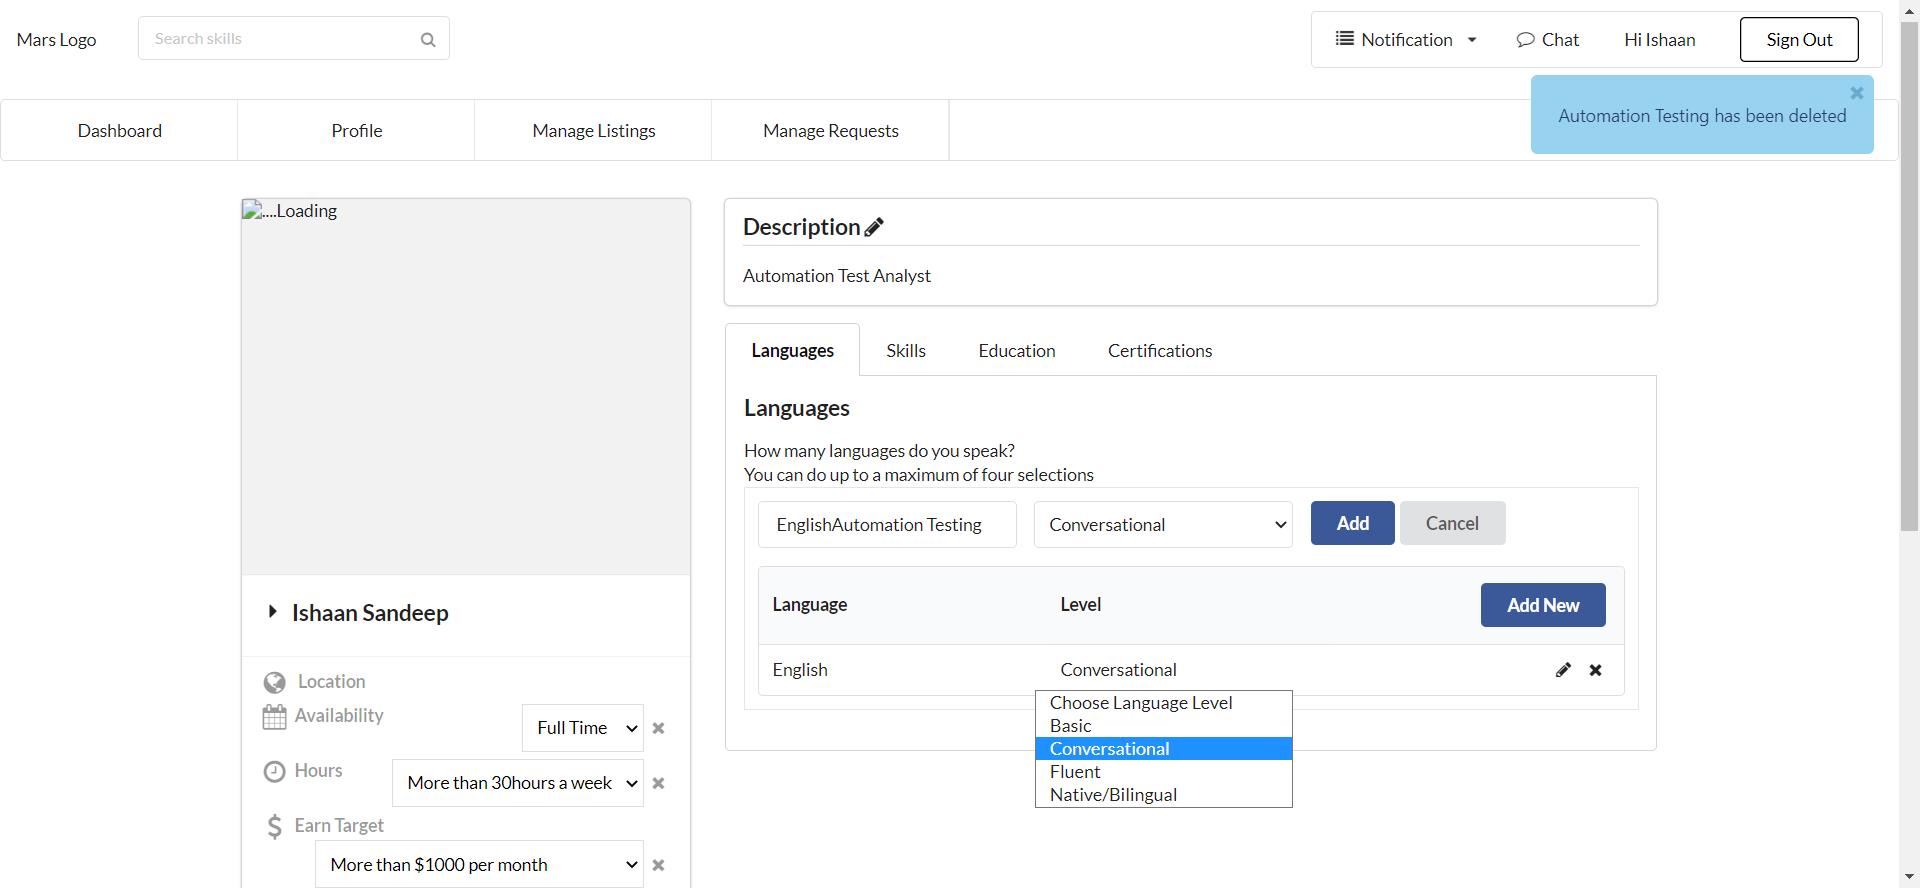 Mars Logo
Search skills
Notification
Chat
Hi Ishaan
Sign Out
Automation Testing has been deleted
Dashboard
Profile
Manage Listings
Manage Requests
....Loading
Ishaan Sandeep
Location
Availability
Full Time
Hours
More than 30hours a week
Earn Target
More than $1000 per month
Description
Automation Test Analyst
Languages
Skills
Education
Certifications
Languages
How many languages do you speak?
You can do up to a maximum of four selections
EnglishAutomation Testing
Conversational
Add
Cancel
Language
Level
Add New
English
Conversational
Choose Language Level
Basic
Conversational
Fluent
Native/Bilingual